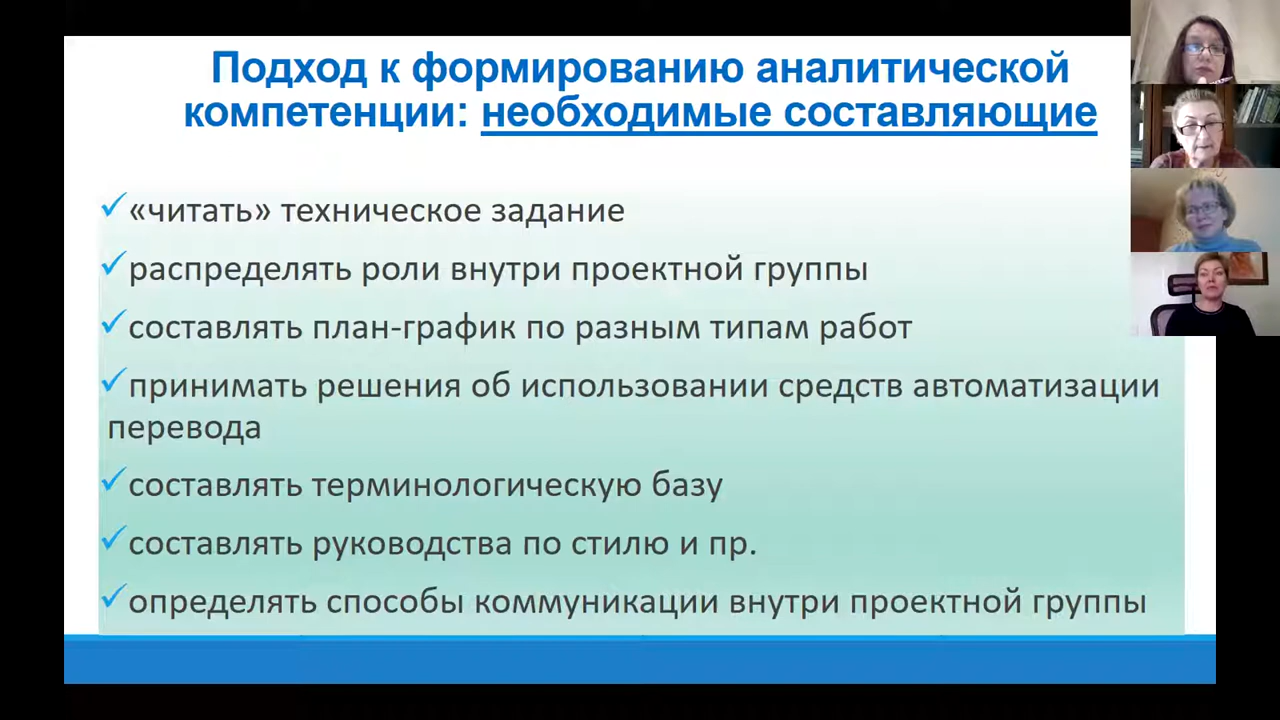 Подход к формированию аналитической
компетенции: необходимые составляющие
«читать» техническое задание
распределять роли внутри проектной группы
составлять план-график по разным типам работ
принимать решения об использовании средств автоматизации
перевода
составлять терминологическую базу
составлять руководства по стилю и пр.
определять способы коммуникации внутри проектной группы